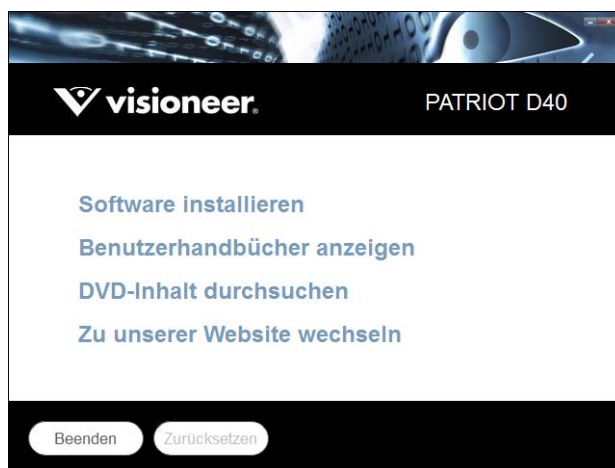 visioneer®
PATRIOT D40
Software installieren
Benutzerhandbücher anzeigen
DVD-Inhalt durchsuchen
Zu unserer Website wechseln
Beenden
Zurücksetzen